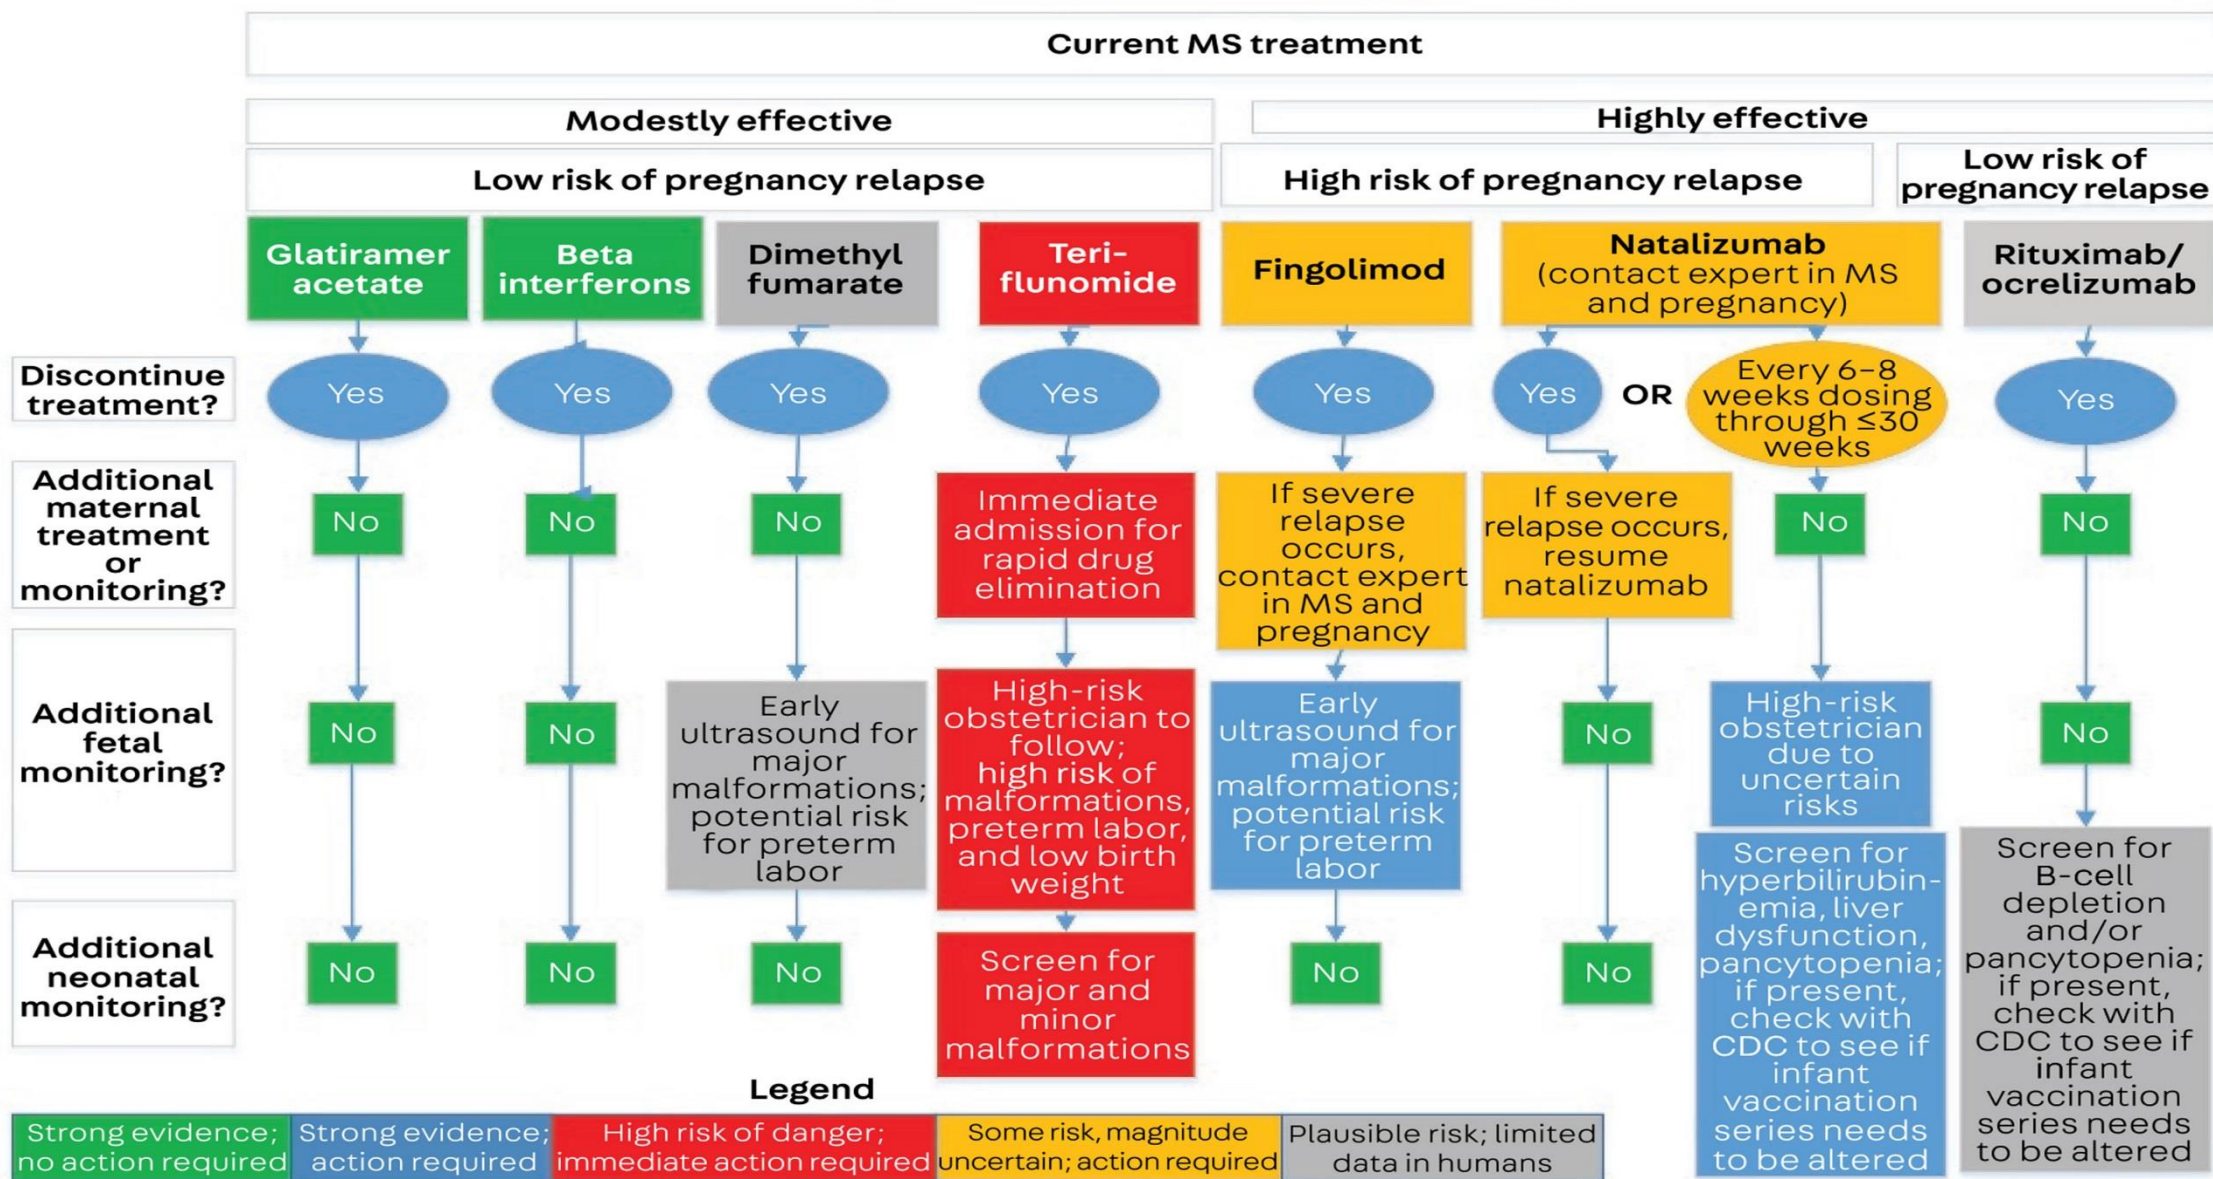 Current MS treatment
Modestly effective
Highly effective
Low risk of pregnancy relapse
High risk of pregnancy relapse
Low risk of
pregnancy relapse
Glatiramer
acetate
Beta
interferons
Dimethyl
fumarate
Teri-
flunomide
Fingolimod
Natalizumab
(contact expert in MS
and pregnancy)
Rituximab/
ocrelizumab
Discontinue
treatment?
Yes
Yes
Yes
Yes
Yes
Yes
OR
Every 6–8
weeks dosing
through ≤30
weeks
Yes
Additional
maternal
treatment
or
monitoring?
No
No
No
Immediate
admission for
rapid drug
elimination
If severe
relapse
occurs,
contact expert
in MS and
pregnancy
If severe
relapse occurs,
resume
natalizumab
No
No
Additional
fetal
monitoring?
No
No
Early
ultrasound for
major
malformations;
potential risk
for preterm
labor
High-risk
obstetrician to
follow;
high risk of
malformations,
preterm labor,
and low birth
weight
Early
ultrasound for
major
malformations;
potential risk
for preterm
labor
No
High-risk
obstetrician
due to
uncertain
risks
No
Additional
neonatal
monitoring?
No
No
No
Screen for
major and
minor
malformations
No
No
Screen for
hyperbilirubin-
emia, liver
dysfunction,
pancytopenia;
if present,
check with
CDC to see if
infant
vaccination
series needs
to be altered
Screen for
B-cell
depletion
and/or
pancytopenia;
if present,
check with
CDC to see if
infant
vaccination
series needs
to be altered
Legend
Strong evidence;
no action required
Strong evidence;
action required
High risk of danger;
immediate action required
Some risk, magnitude
uncertain; action required
Plausible risk; limited
data in humans